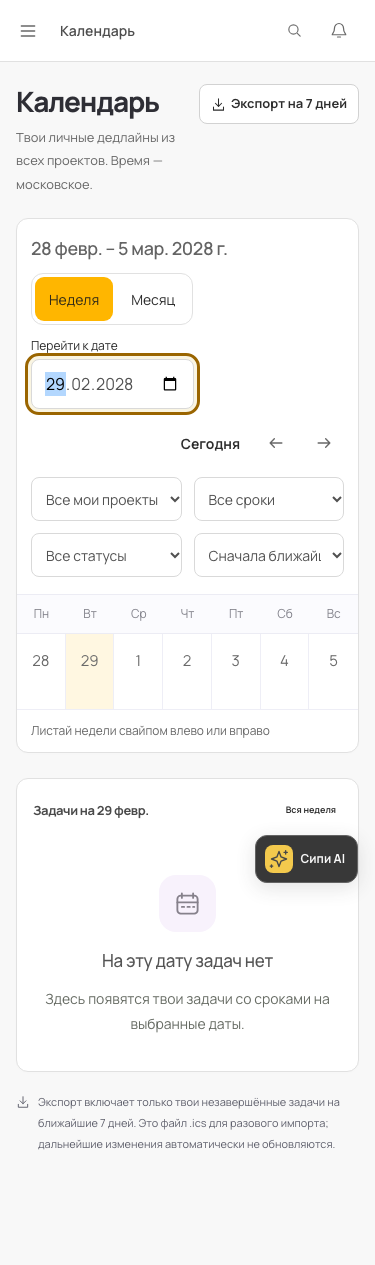 Календарь
Календарь
Экспорт на 7 дней
Твои личные дедлайны из
всех проектов. Время —
московское.
28 февр. – 5 мар. 2028 г.
Неделя
Месяц
Перейти к дате
29.02.2028
Сегодня
Все мои проекты
Все сроки
Все статусы
Сначала ближай
Пн Вт Ср Чт Пт Сб Вс
28 29 1 2 3 4 5
Листай недели свайпом влево или вправо
Задачи на 29 февр.
Вся неделя
Сипи AI
На эту дату задач нет
Здесь появятся твои задачи со сроками на
выбранные даты.
Экспорт включает только твои незавершённые задачи на
ближайшие 7 дней. Это файл .ics для разового импорта;
дальнейшие изменения автоматически не обновляются.